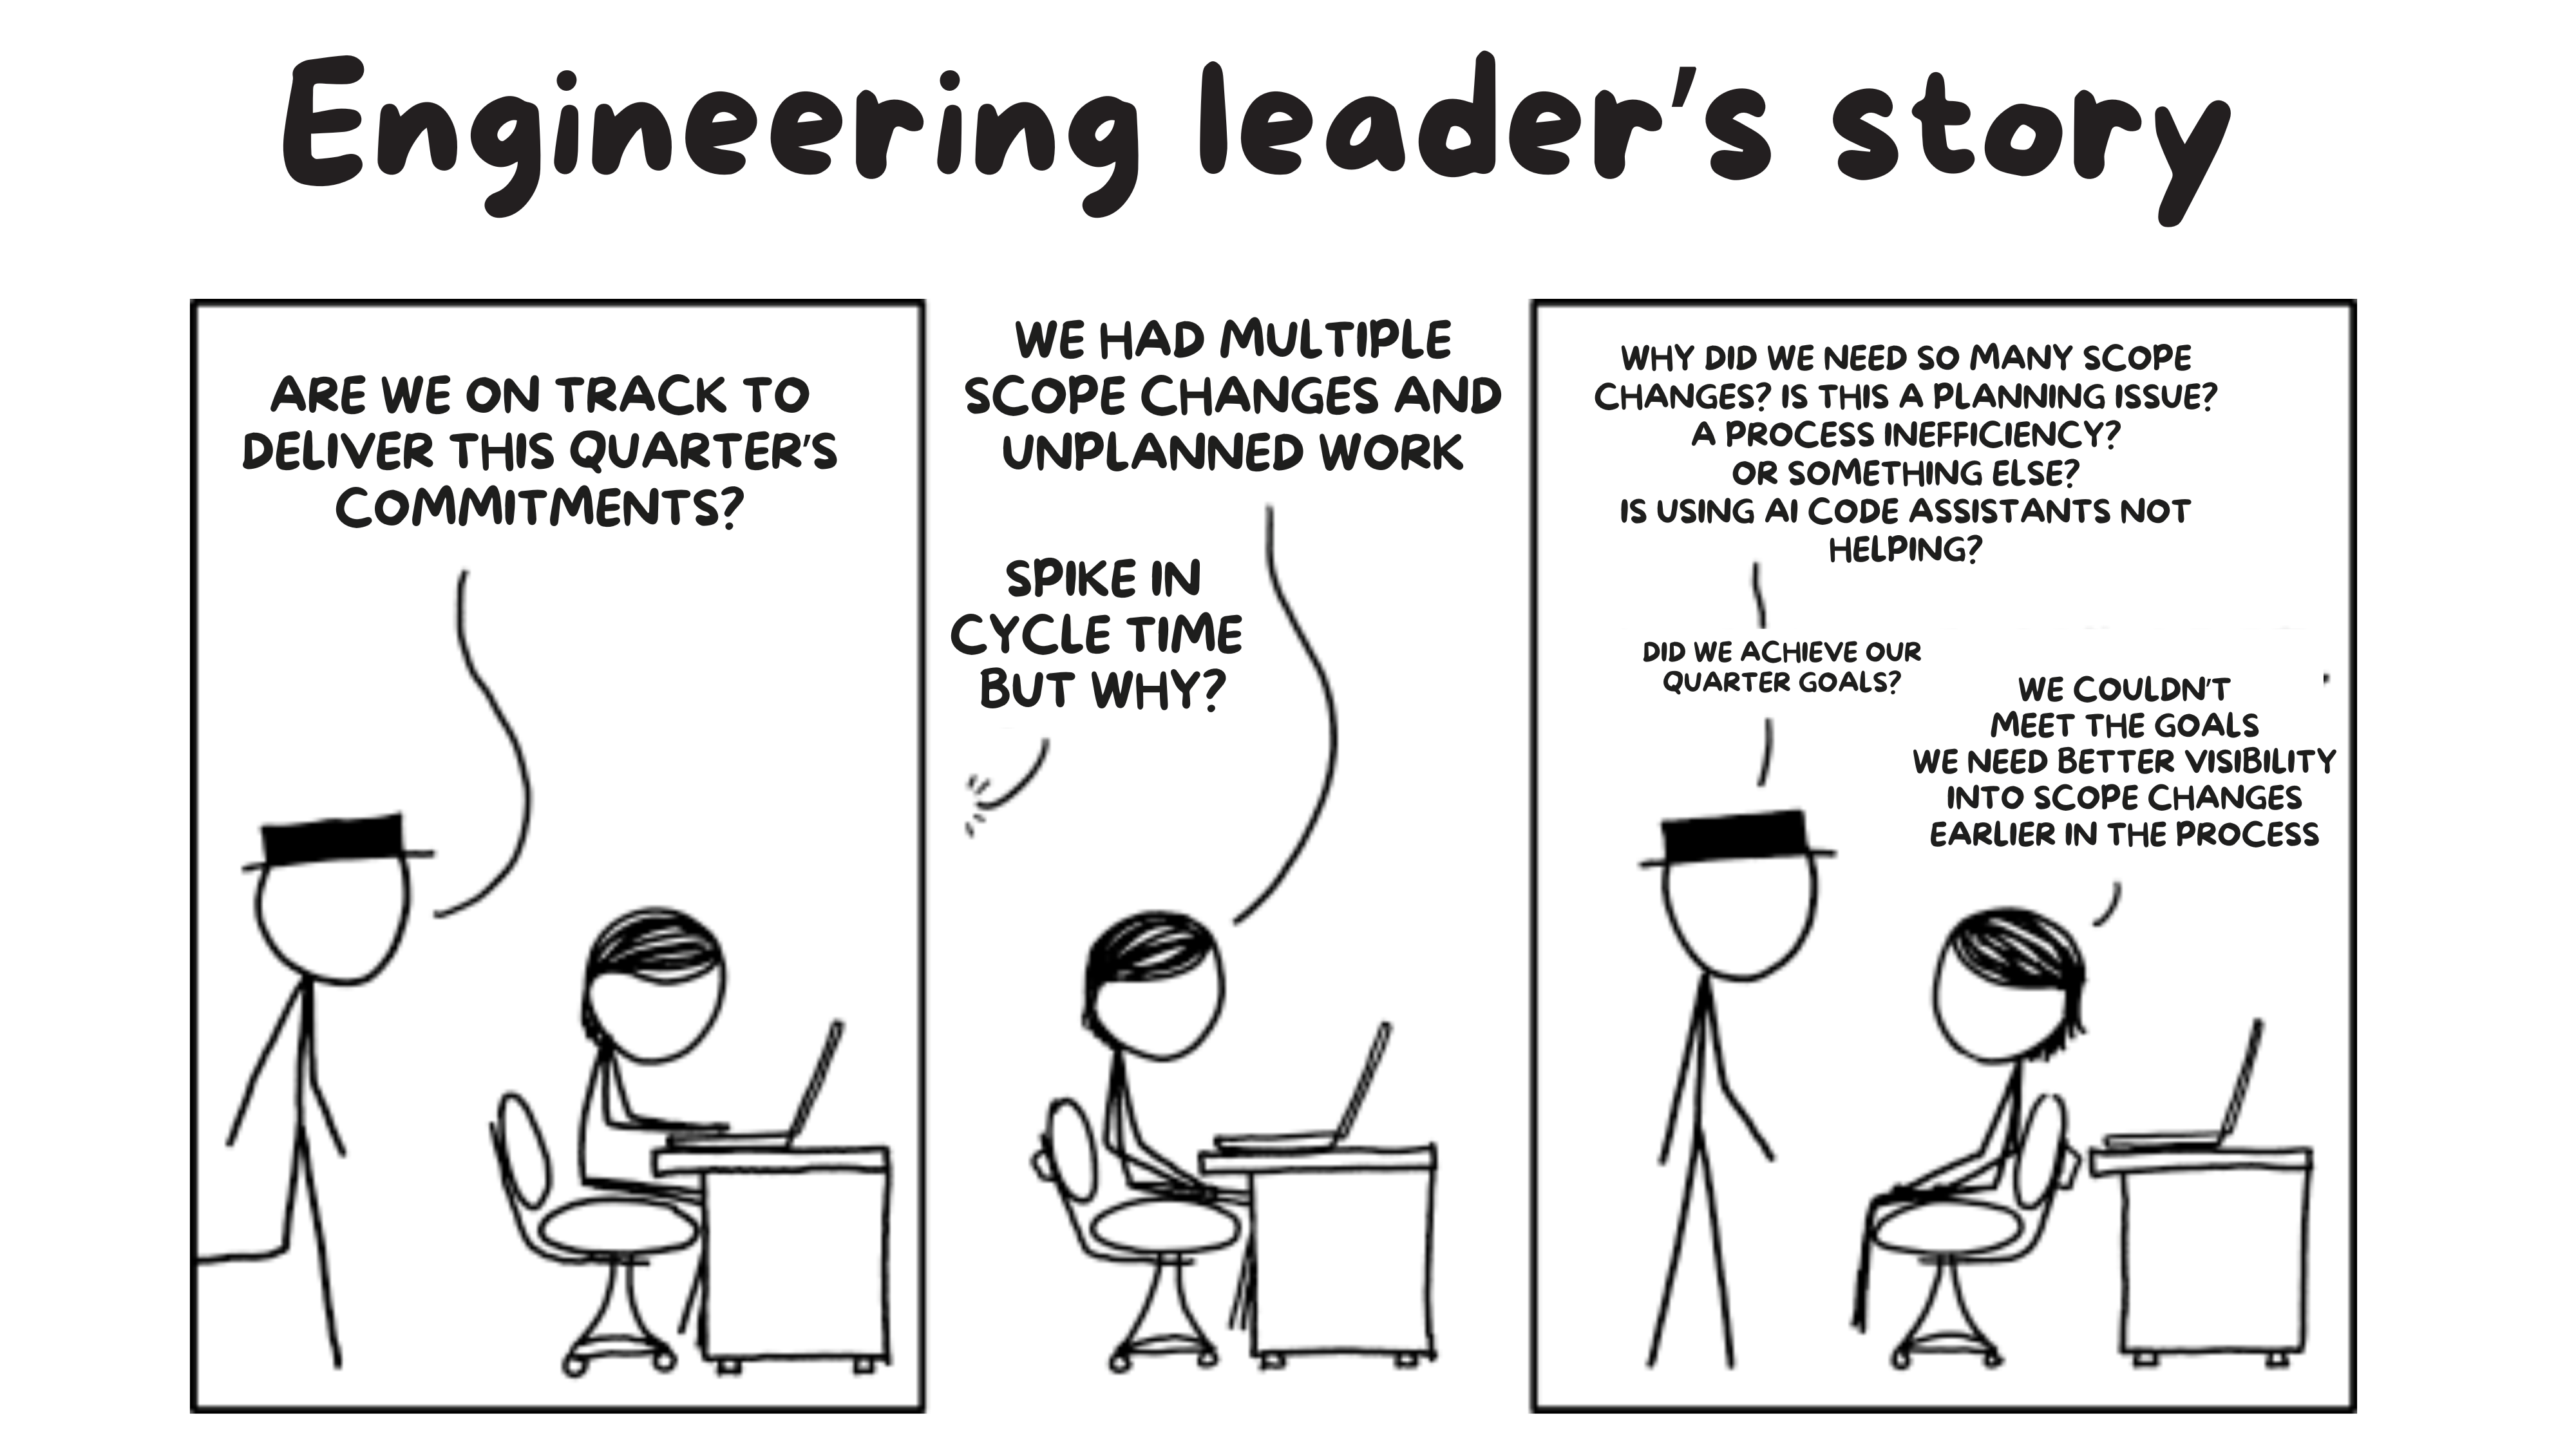 Engineering leader's story
ARE WE ON TRACK TO
DELIVER THIS QUARTER'S
COMMITMENTS?
WE HAD MULTIPLE
SCOPE CHANGES AND
UNPLANNED WORK
SPIKE IN
CYCLE TIME
BUT WHY?
WHY DID WE NEED SO MANY SCOPE
CHANGES? IS THIS A PLANNING ISSUE?
A PROCESS INEFFICIENCY?
OR SOMETHING ELSE?
IS USING AI CODE ASSISTANTS NOT
HELPING?
DID WE ACHIEVE OUR
QUARTER GOALS?
WE COULDN'T
MEET THE GOALS
WE NEED BETTER VISIBILITY
INTO SCOPE CHANGES
EARLIER IN THE PROCESS